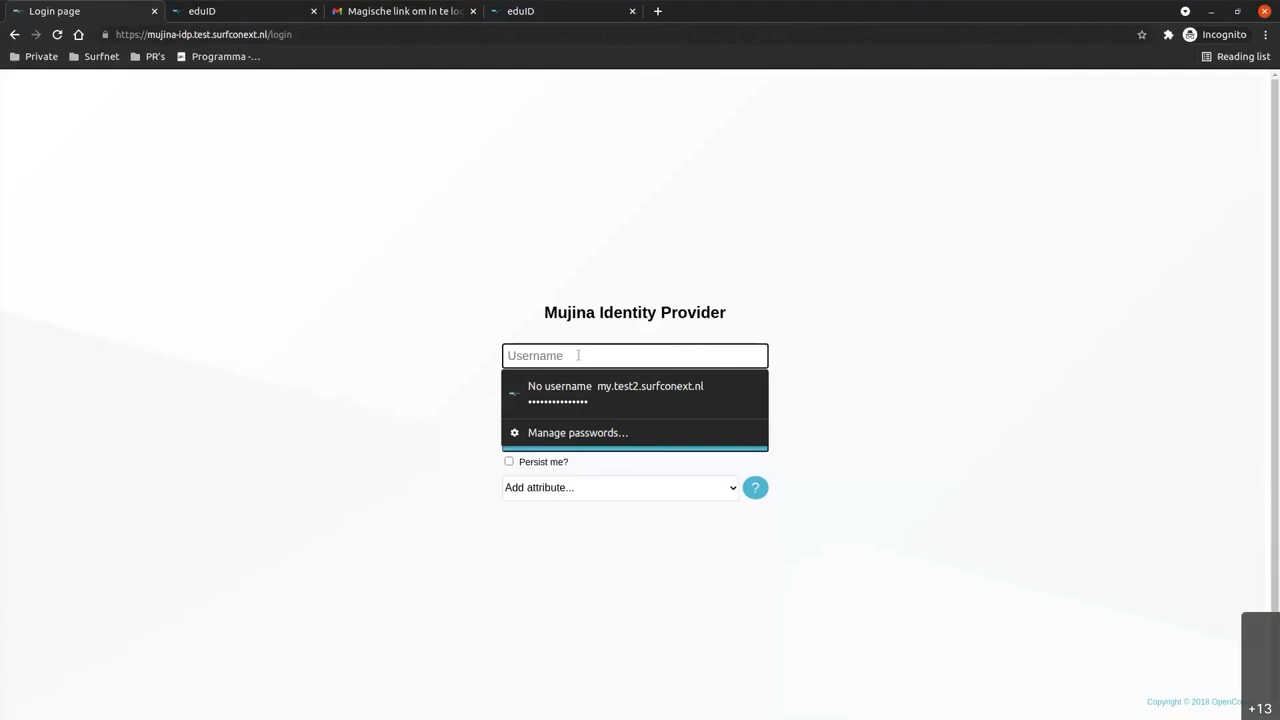 Login page
eduID
Magische link om in te log
eduID
https://mujina-idp.test.surfconext.nl/login
Incognito
Private
Surfnet
PR's
Programma -...
Reading list
Mujina Identity Provider
Username
No username my.test2.surfconext.nl
•••••••••••••••
Manage passwords...
Persist me?
Add attribute...
?
Copyright © 2018 OpenCo
+13